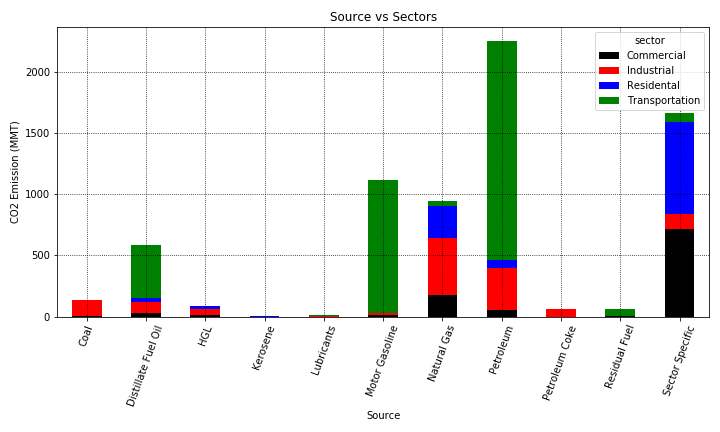 Source vs Sectors
sector
Commercial
Industrial
Residental
Transportation
CO2 Emission (MMT)
2000
1500
1000
500
0
Coal
Distillate Fuel Oil
HGL
Kerosene
Lubricants
Motor Gasoline
Natural Gas
Petroleum
Petroleum Coke
Residual Fuel
Sector Specific
Source